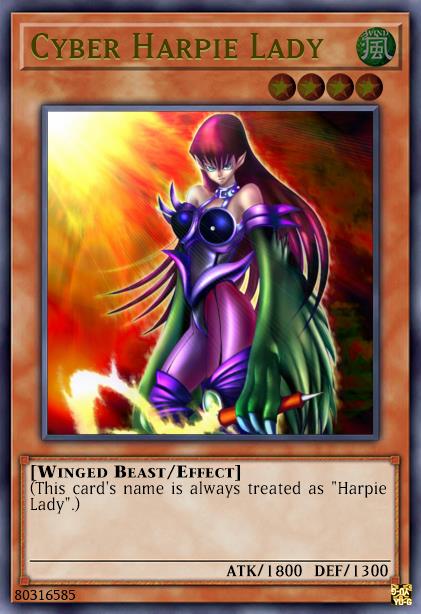 CYBER HARPIE LADY
WIND
風
[WINGED BEAST/EFFECT]
(This card's name is always treated as "Harpie
Lady".)
ATK/1800 DEF/1300
80316585